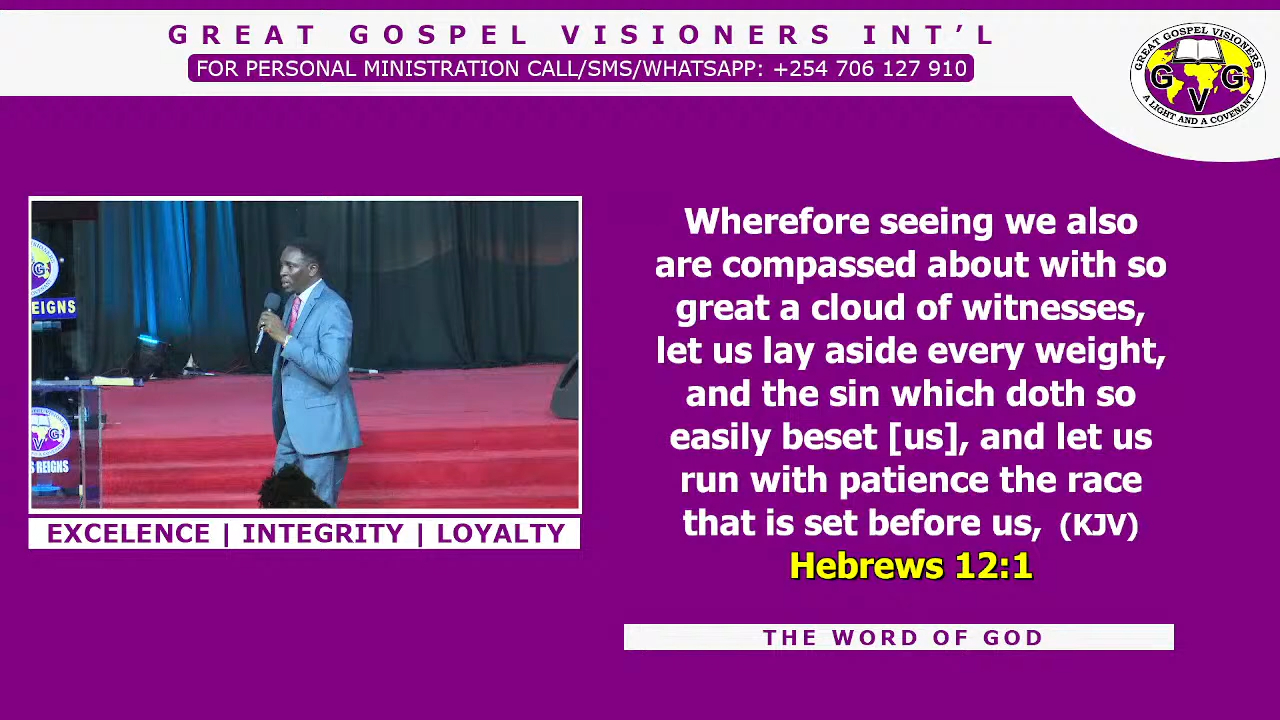 GREAT GOSPEL VISIONERS INT'L
FOR PERSONAL MINISTRATION CALL/SMS/WHATSAPP: +254 706 127 910
GREAT GOSPEL VISIONERS
G V G
A LIGHT AND A COVENANT
EIGNS
S REIGNS
EXCELENCE | INTEGRITY | LOYALTY
Wherefore seeing we also
are compassed about with so
great a cloud of witnesses,
let us lay aside every weight,
and the sin which doth so
easily beset [us], and let us
run with patience the race
that is set before us, (KJV)
Hebrews 12:1
THE WORD OF GOD